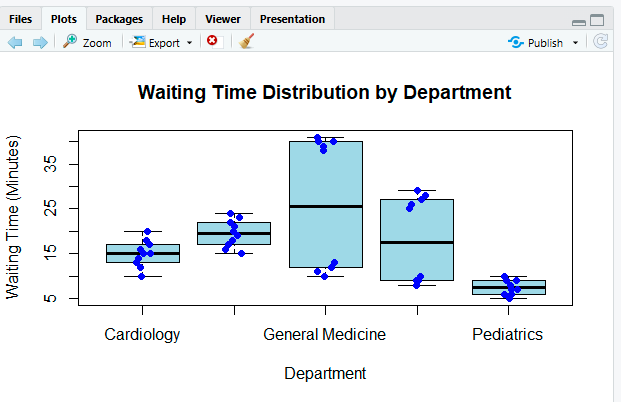 Files Plots Packages Help Viewer Presentation
Zoom Export Publish
Waiting Time Distribution by Department
Waiting Time (Minutes)
35
25
15
5
Cardiology General Medicine Pediatrics
Department